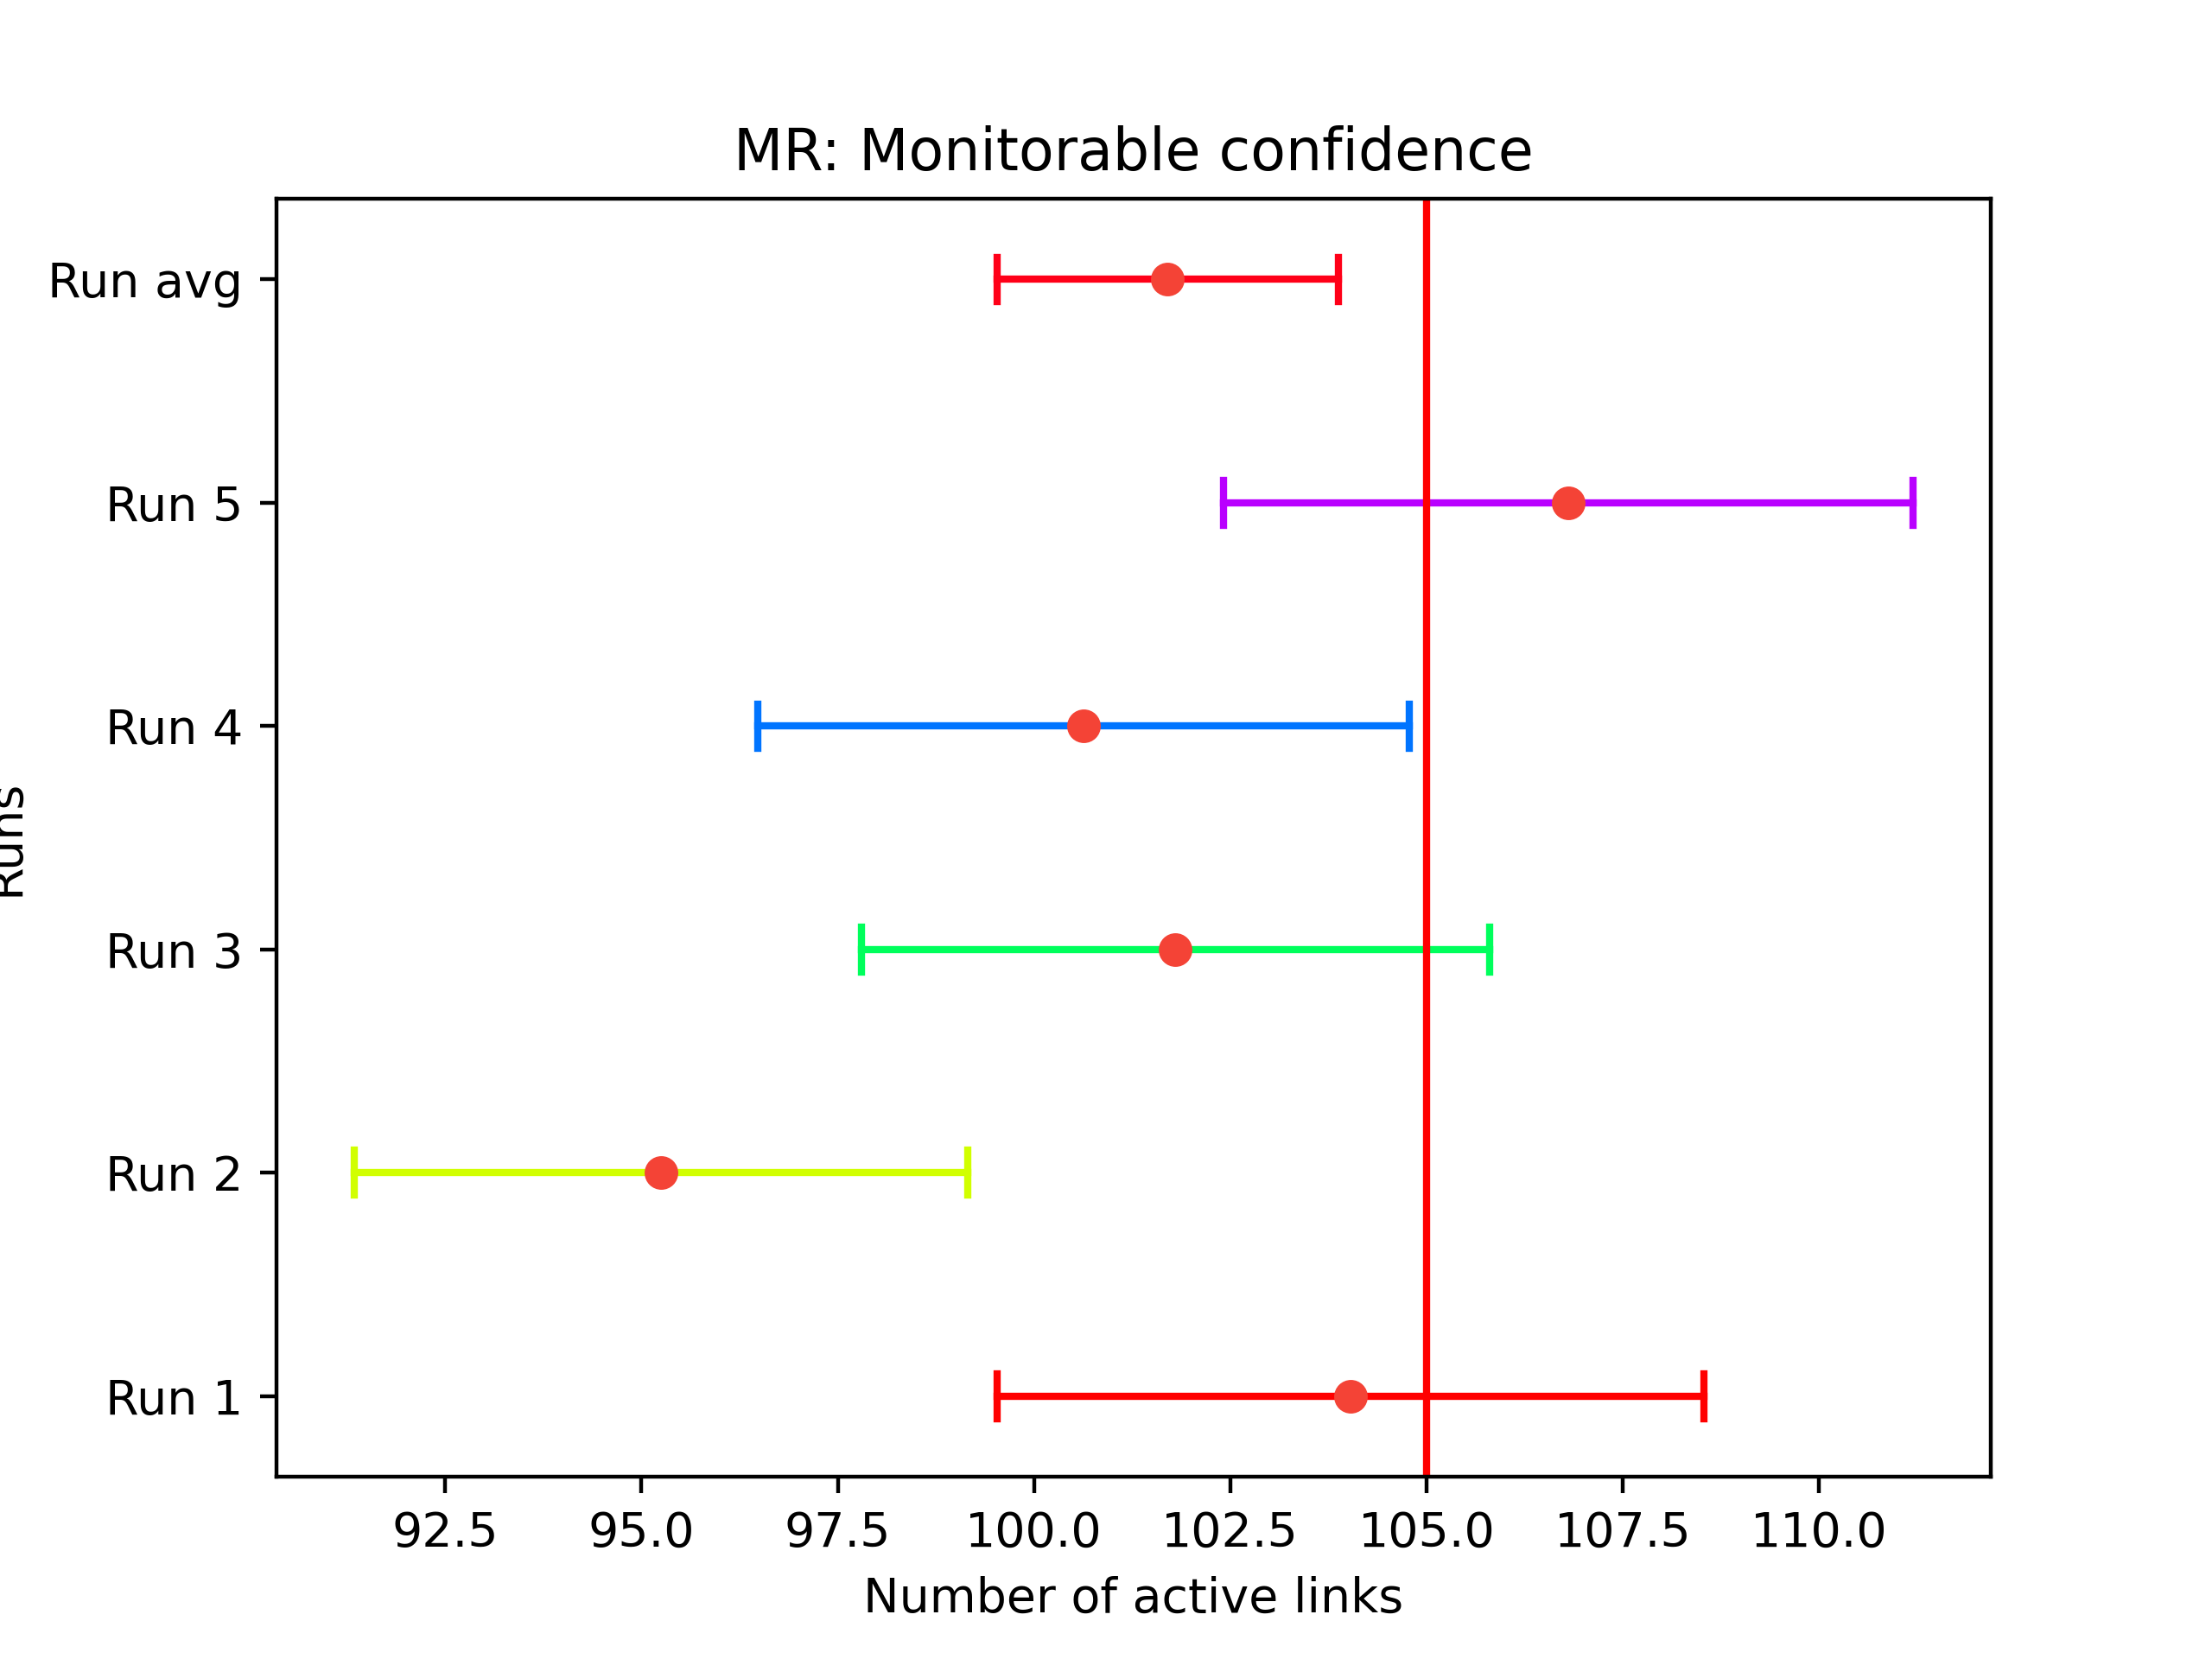 MR: Monitorable confidence
Run avg
Run 5
Run 4
Run 3
Run 2
Run 1
Runs
92.5 95.0 97.5 100.0 102.5 105.0 107.5 110.0
Number of active links